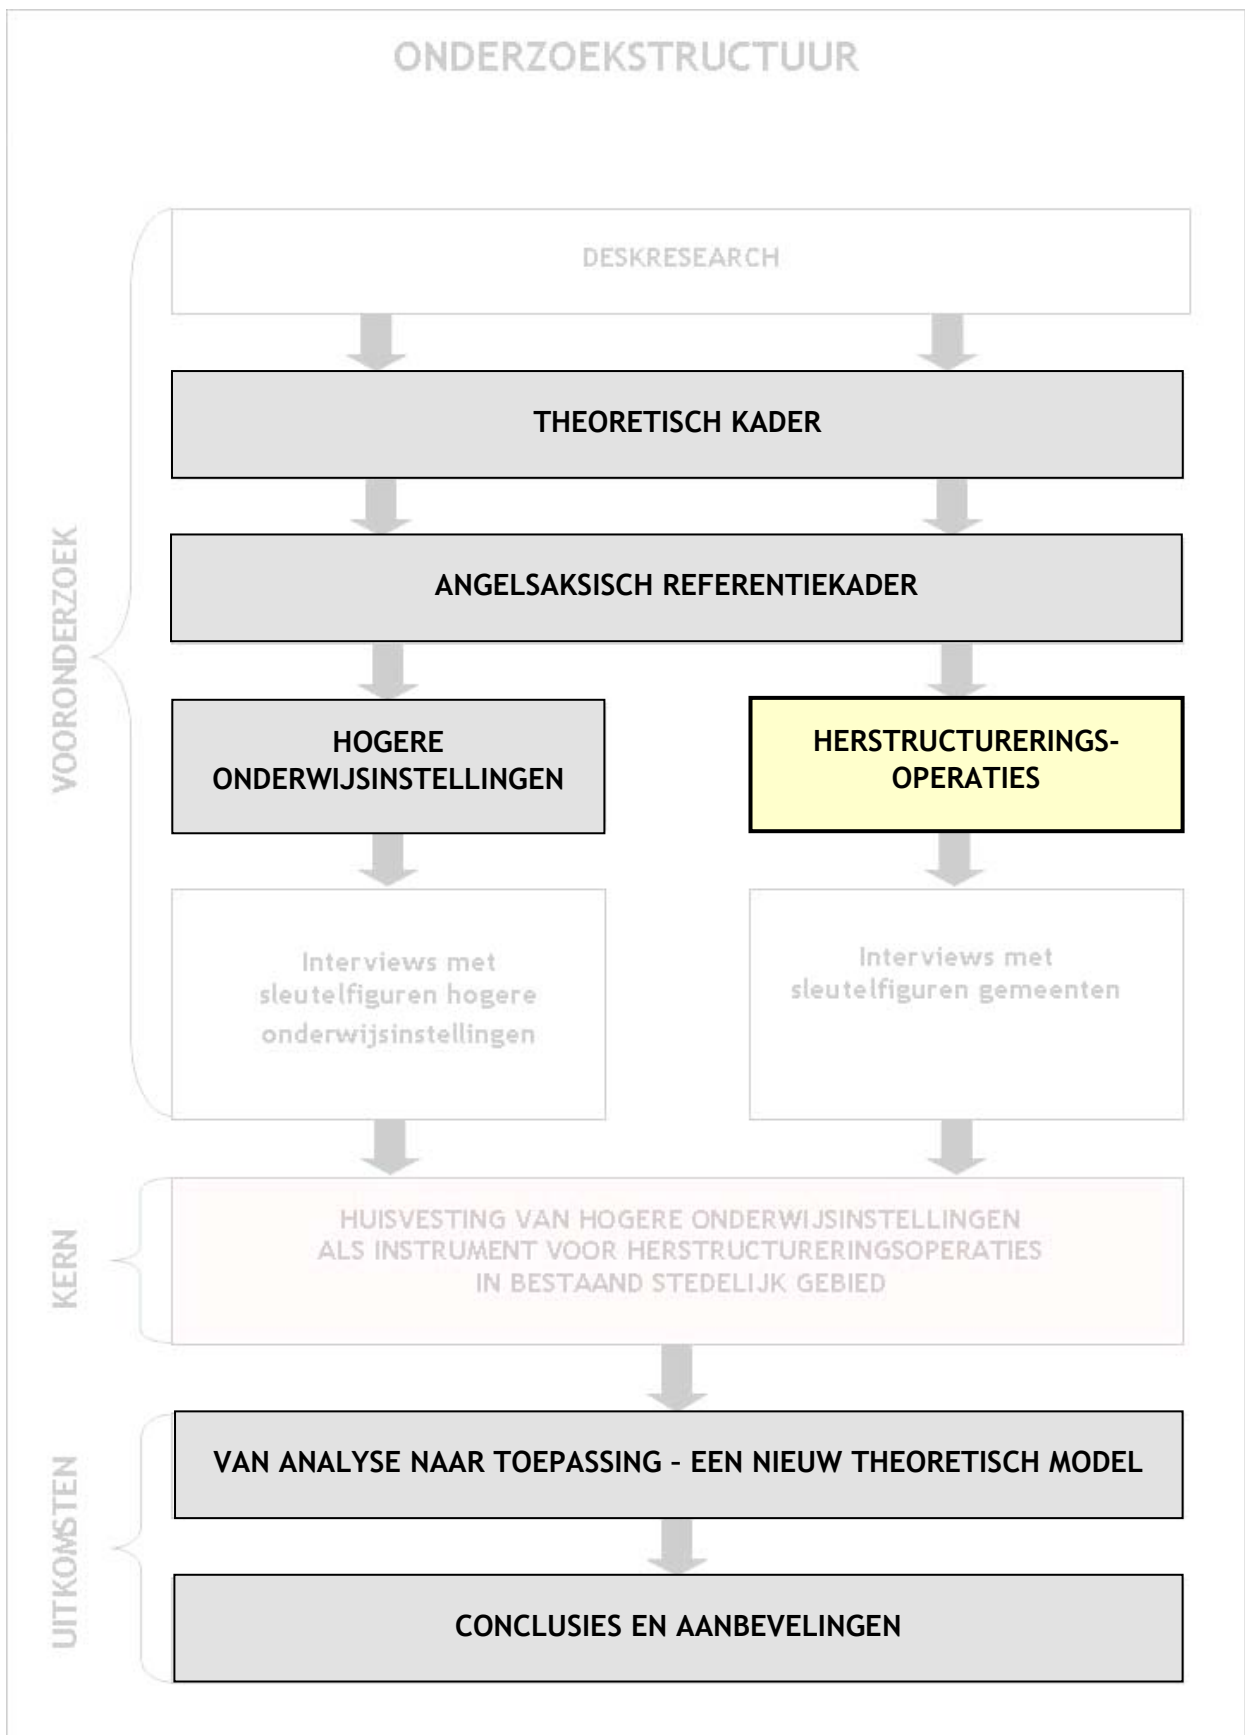 ONDERZOEKSTRUCTUUR
DESKRESEARCH
THEORETISCH KADER
ANGELSAKSISCH REFERENTIEKADER
VOORONDERZOEK
HOGERE
ONDERWIJSINSTELLINGEN
HERSTRUCTURERINGS-
OPERATIES
Interviews met
sleutelfiguren hogere
onderwijsinstellingen
Interviews met
sleutelfiguren gemeenten
KERN
HUISVESTING VAN HOGERE ONDERWIJSINSTELLINGEN
ALS INSTRUMENT VOOR HERSTRUCTURERINGSOPERATIES
IN BESTAAND STEDELIJK GEBIED
UITKOMSTEN
VAN ANALYSE NAAR TOEPASSING - EEN NIEUW THEORETISCH MODEL
CONCLUSIES EN AANBEVELINGEN